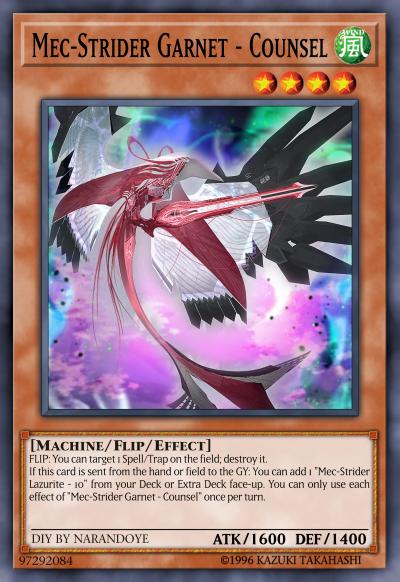 Mec-Strider Garnet - Counsel
WIND
風
[Machine/Flip/Effect]
FLIP: You can target 1 Spell/Trap on the field; destroy it.
If this card is sent from the hand or field to the GY: You can add 1 "Mec-Strider
Lazurite - 10" from your Deck or Extra Deck face-up. You can only use each
effect of "Mec-Strider Garnet - Counsel" once per turn.
DIY BY NARANDOYE
ATK/1600 DEF/1400
97292084
©1996 KAZUKI TAKAHASHI